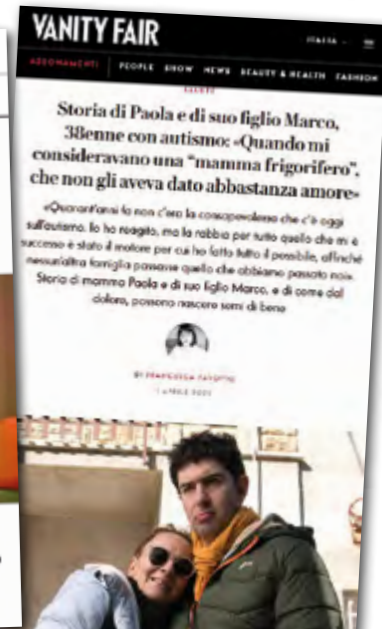 VANITY FAIR
ITALIA
ABBONAMENTI PEOPLE SHOW NEWS BEAUTY & HEALTH FASHION
SALUTE
Storia di Paola e di suo figlio Marco,
38enne con autismo: «Quando mi
consideravano una “mamma frigorifero”,
che non gli aveva dato abbastanza amore»
«Quarant'anni fa non c'era la consapevolezza che c'è oggi
sull'autismo. Io ho reagito, ma la rabbia per tutto quello che mi è
successo è stato il motore per cui ho fatto tutto il possibile, affinché
nessun'altra famiglia passasse quello che abbiamo passato noi».
Storia di mamma Paola e di suo figlio Marco, e di come dal
dolore, possono nascere semi di bene
BY FRANCESCA
APRILE